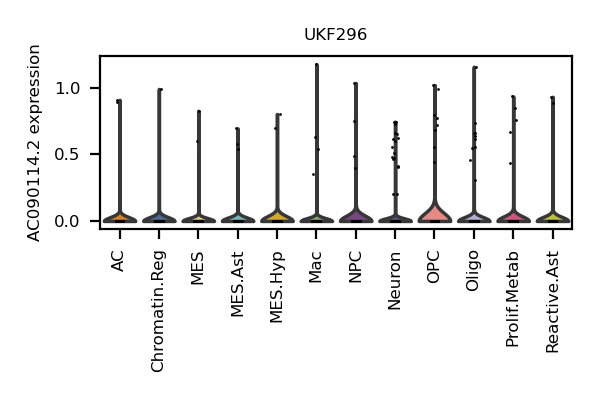 UKF296
AC090114.2 expression
1.0
0.5
0.0
AC
Chromatin.Reg
MES
MES.Ast
MES.Hyp
Mac
NPC
Neuron
OPC
Oligo
Prolif.Metab
Reactive.Ast